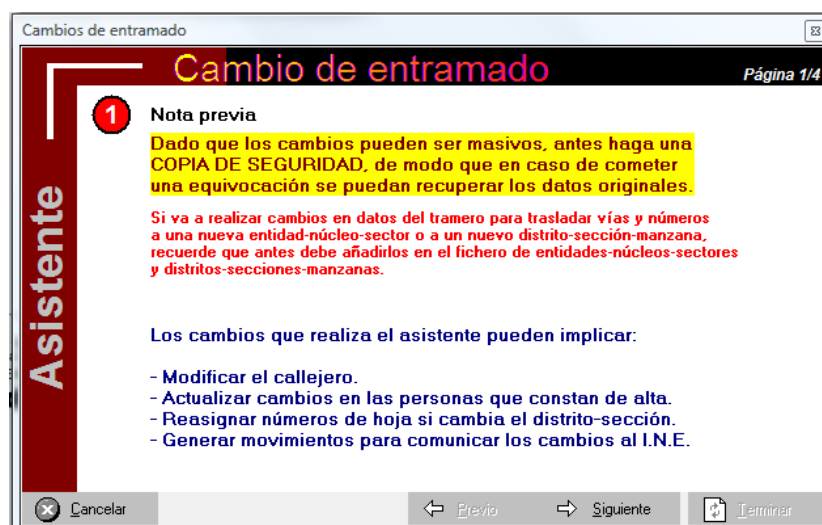 Cambios de entramado
Cambio de entramado
Página 1/4
Asistente
1
Nota previa
Dado que los cambios pueden ser masivos, antes haga una
COPIA DE SEGURIDAD, de modo que en caso de cometer
una equivocación se puedan recuperar los datos originales.
Si va a realizar cambios en datos del tramero para trasladar vías y números
a una nueva entidad-núcleo-sector o a un nuevo distrito-sección-manzana,
recuerde que antes debe añadirlos en el fichero de entidades-núcleos-sectores
y distritos-secciones-manzanas.
Los cambios que realiza el asistente pueden implicar:
- Modificar el callejero.
- Actualizar cambios en las personas que constan de alta.
- Reasignar números de hoja si cambia el distrito-sección.
- Generar movimientos para comunicar los cambios al I.N.E.
Cancelar
Previo
Siguiente
Terminar